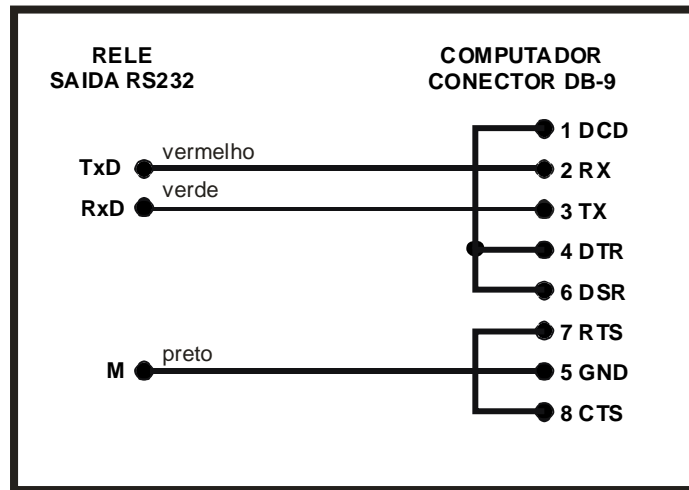 RELE
SAIDA RS232
COMPUTADOR
CONECTOR DB-9
1 DCD
TxD
vermelho
2 RX
RxD
verde
3 TX
4 DTR
6 DSR
7 RTS
M
preto
5 GND
8 CTS